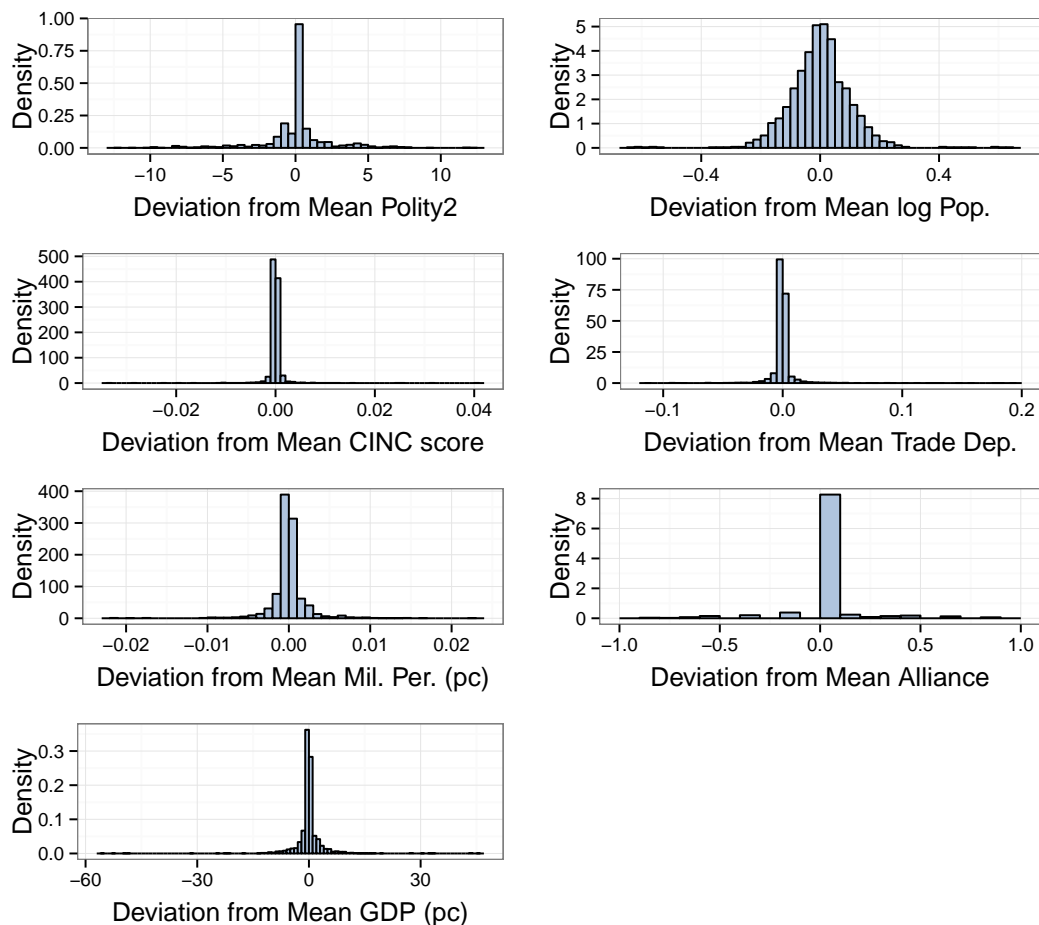 Density
1.00
0.75
0.50
0.25
0.00
−10 −5 0 5 10
Deviation from Mean Polity2
Density
5
4
3
2
1
0
−0.4 0.0 0.4
Deviation from Mean log Pop.
Density
500
400
300
200
100
0
−0.02 0.00 0.02 0.04
Deviation from Mean CINC score
Density
100
75
50
25
0
−0.1 0.0 0.1 0.2
Deviation from Mean Trade Dep.
Density
400
300
200
100
0
−0.02 −0.01 0.00 0.01 0.02
Deviation from Mean Mil. Per. (pc)
Density
8
6
4
2
0
−1.0 −0.5 0.0 0.5 1.0
Deviation from Mean Alliance
Density
0.3
0.2
0.1
0.0
−60 −30 0 30
Deviation from Mean GDP (pc)